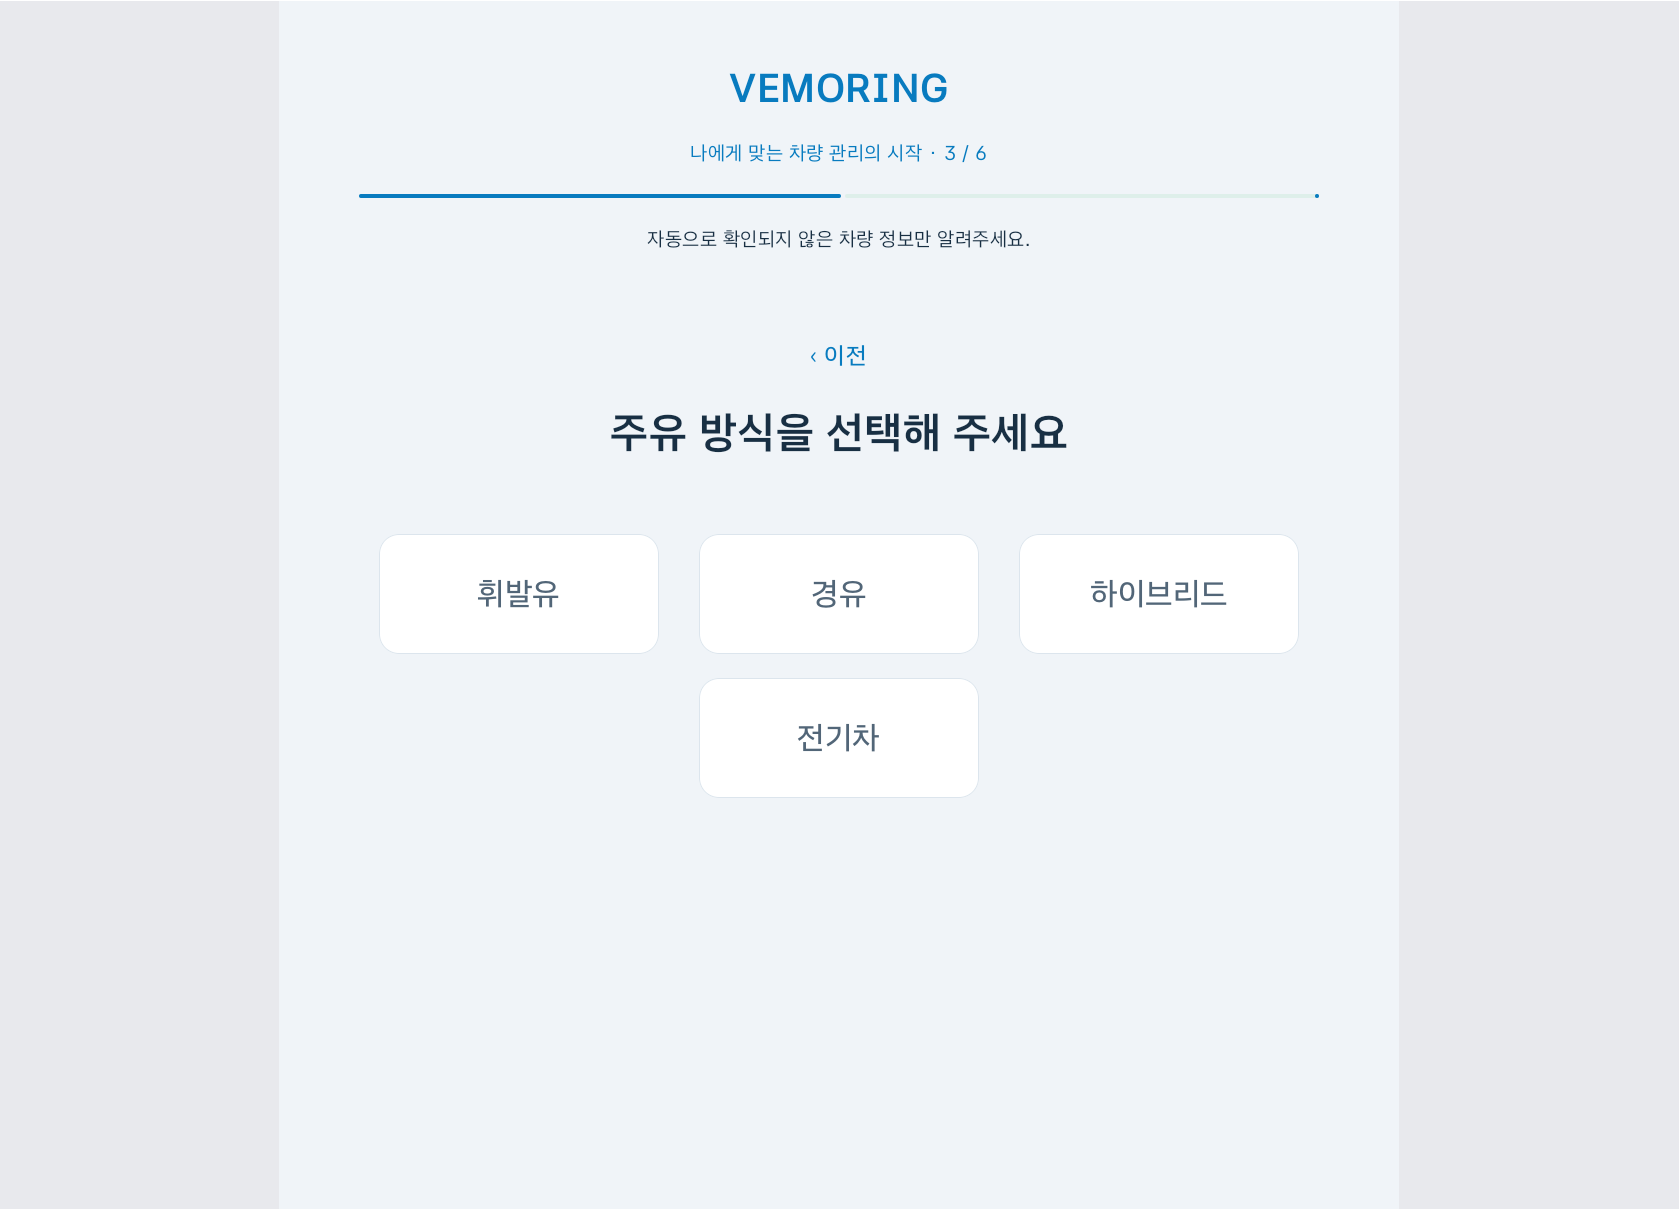 VEMORING
나에게 맞는 차량 관리의 시작 · 3 / 6
자동으로 확인되지 않은 차량 정보만 알려주세요.
‹ 이전
주유 방식을 선택해 주세요
휘발유
경유
하이브리드
전기차